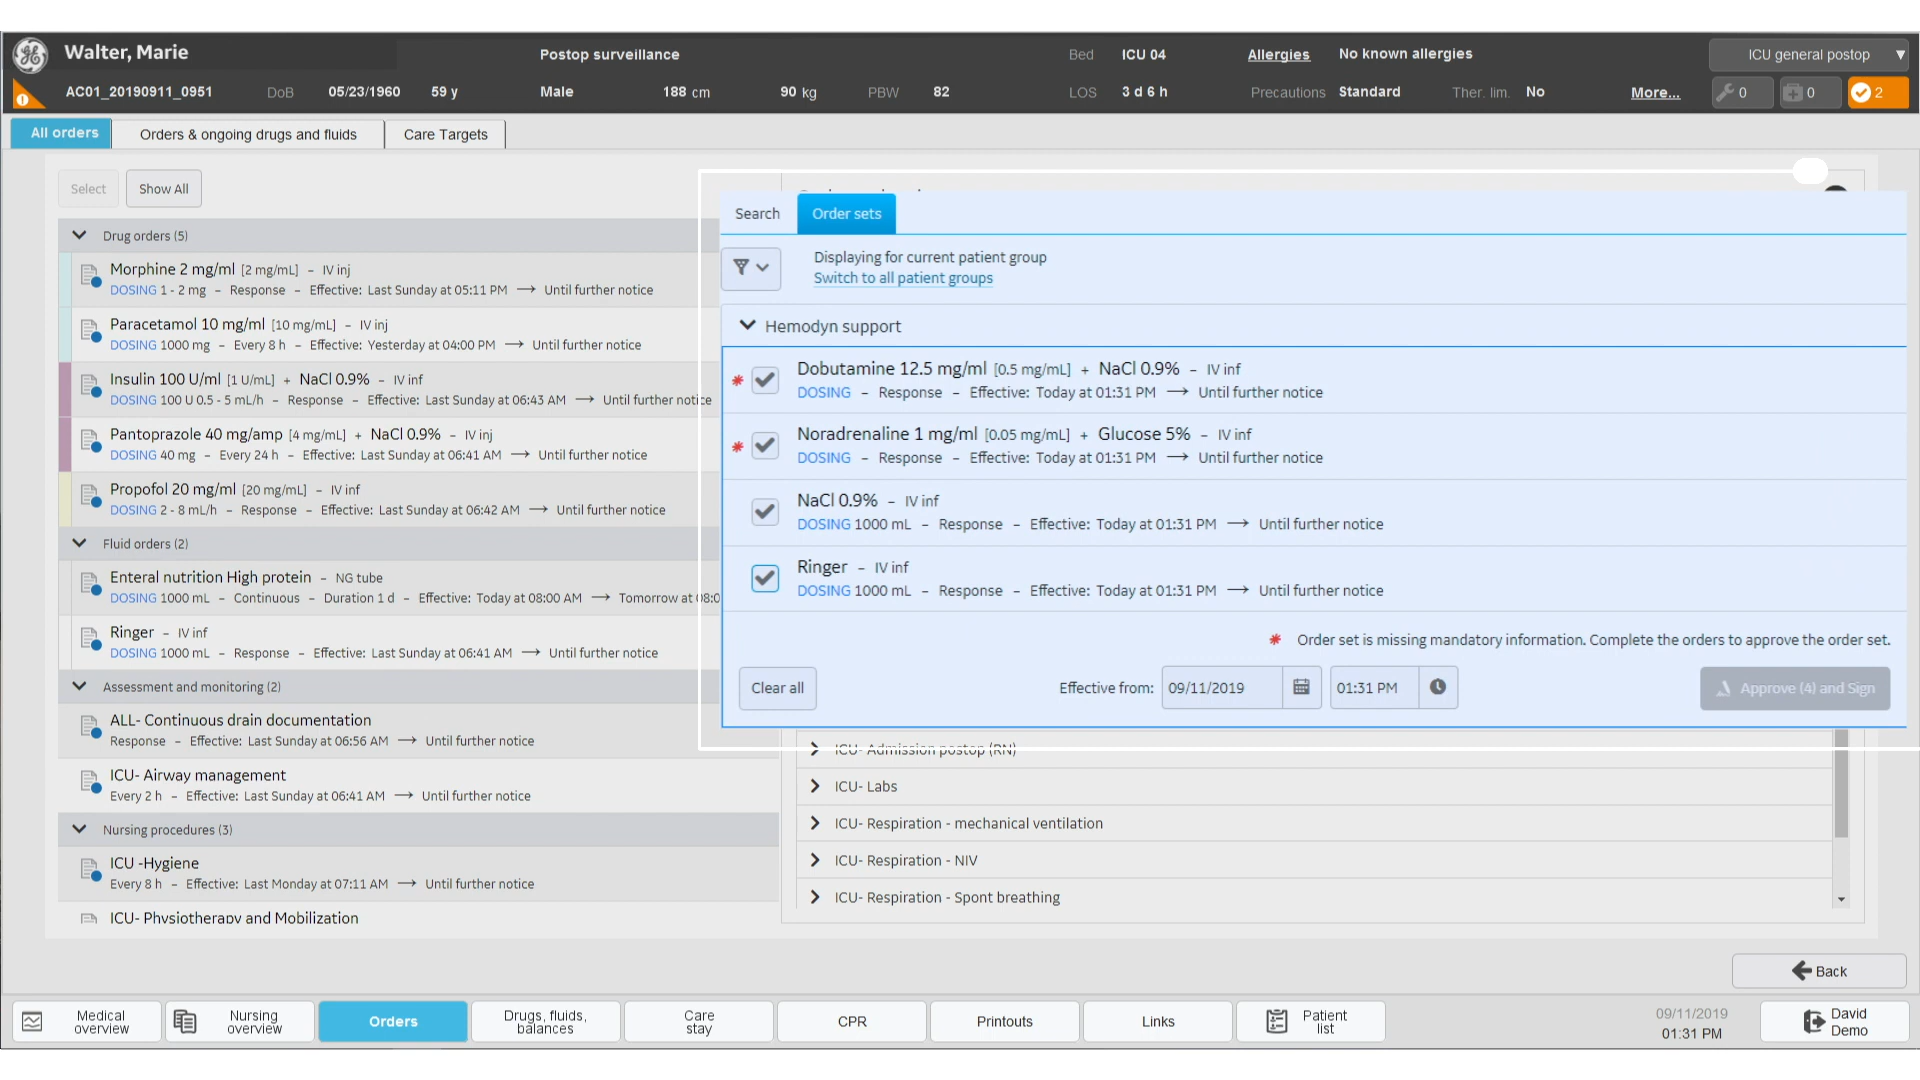 Walter, Marie
Postop surveillance
Bed ICU 04
Allergies No known allergies
ICU general postop
AC01_20190911_0951
DoB 05/23/1960 59 y
Male 188 cm 90 kg PBW 82
LOS 3 d 6 h
Precautions Standard
Ther. lim. No
More...
0
0
2
All orders
Orders & ongoing drugs and fluids
Care Targets
Select
Show All
Drug orders (5)
Morphine 2 mg/ml [2 mg/mL] – IV inj
DOSING 1 - 2 mg – Response – Effective: Last Sunday at 05:11 PM → Until further notice
Paracetamol 10 mg/ml [10 mg/mL] – IV inj
DOSING 1000 mg – Every 8 h – Effective: Yesterday at 04:00 PM → Until further notice
Insulin 100 U/ml [1 U/mL] + NaCl 0.9% – IV inf
DOSING 100 U 0.5 - 5 mL/h – Response – Effective: Last Sunday at 06:43 AM → Until further notice
Pantoprazole 40 mg/amp [4 mg/mL] + NaCl 0.9% – IV inj
DOSING 40 mg – Every 24 h – Effective: Last Sunday at 06:41 AM → Until further notice
Propofol 20 mg/ml [20 mg/mL] – IV inf
DOSING 2 - 8 mL/h – Response – Effective: Last Sunday at 06:42 AM → Until further notice
Fluid orders (2)
Enteral nutrition High protein – NG tube
DOSING 1000 mL – Continuous – Duration 1 d – Effective: Today at 08:00 AM → Tomorrow at 08:0
Ringer – IV inf
DOSING 1000 mL – Response – Effective: Last Sunday at 06:41 AM → Until further notice
Assessment and monitoring (2)
ALL- Continuous drain documentation
Response – Effective: Last Sunday at 06:56 AM → Until further notice
ICU- Airway management
Every 2 h – Effective: Last Sunday at 06:41 AM → Until further notice
Nursing procedures (3)
ICU -Hygiene
Every 8 h – Effective: Last Monday at 07:11 AM → Until further notice
ICU- Physiotherapy and Mobilization
Search
Order sets
Displaying for current patient group
Switch to all patient groups
Hemodyn support
* Dobutamine 12.5 mg/ml [0.5 mg/mL] + NaCl 0.9% – IV inf
DOSING – Response – Effective: Today at 01:31 PM → Until further notice
* Noradrenaline 1 mg/ml [0.05 mg/mL] + Glucose 5% – IV inf
DOSING – Response – Effective: Today at 01:31 PM → Until further notice
NaCl 0.9% – IV inf
DOSING 1000 mL – Response – Effective: Today at 01:31 PM → Until further notice
Ringer – IV inf
DOSING 1000 mL – Response – Effective: Today at 01:31 PM → Until further notice
* Order set is missing mandatory information. Complete the orders to approve the order set.
Clear all
Effective from: 09/11/2019 01:31 PM
Approve (4) and Sign
ICU- Admission postop (RN)
ICU- Labs
ICU- Respiration - mechanical ventilation
ICU- Respiration - NIV
ICU- Respiration - Spont breathing
Back
Medical overview
Nursing overview
Orders
Drugs, fluids, balances
Care stay
CPR
Printouts
Links
Patient list
09/11/2019
01:31 PM
David Demo